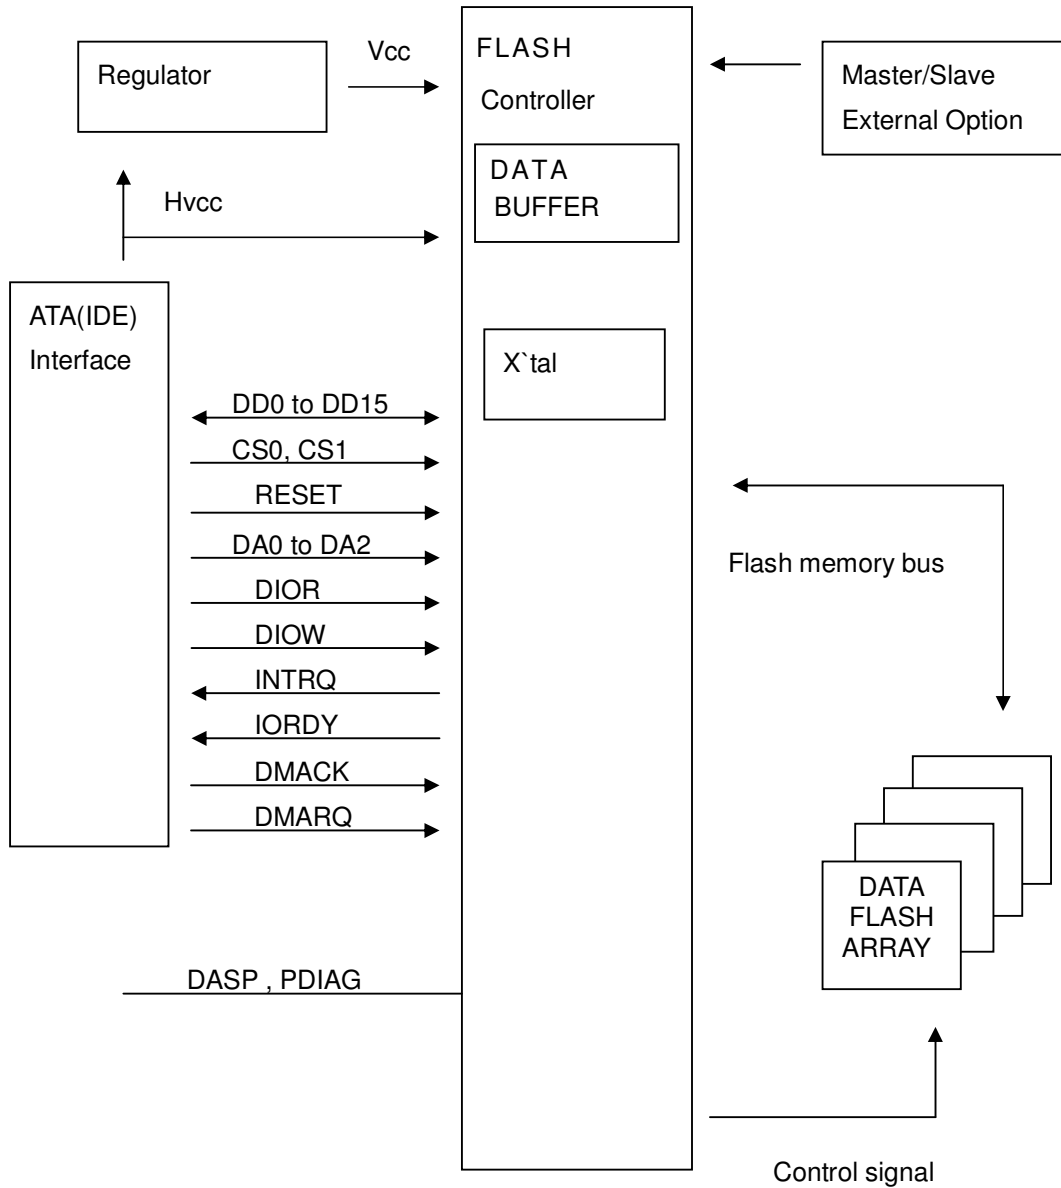 Regulator
Vcc
FLASH
Controller
Master/Slave
External Option
DATA
BUFFER
Hvcc
ATA(IDE)
Interface
X`tal
DD0 to DD15
CS0, CS1
RESET
DA0 to DA2
DIOR
DIOW
INTRQ
IORDY
DMACK
DMARQ
Flash memory bus
DATA
FLASH
ARRAY
DASP , PDIAG
Control signal